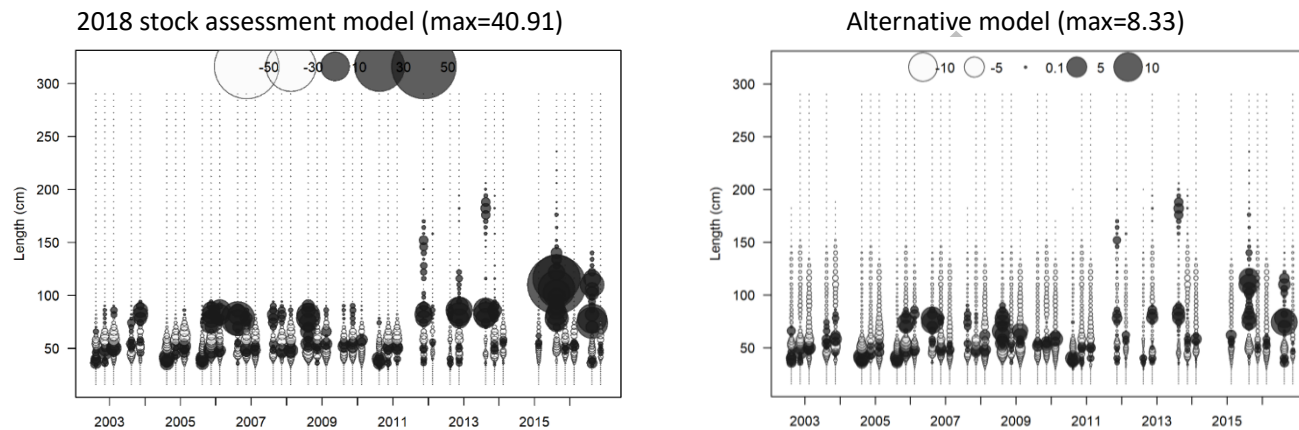 2018 stock assessment model (max=40.91)
-50 -30 10 30 50
300
250
200
150
100
50
Length (cm)
2003 2005 2007 2009 2011 2013 2015
Alternative model (max=8.33)
-10 -5 0.1 5 10
300
250
200
150
100
50
Length (cm)
2003 2005 2007 2009 2011 2013 2015